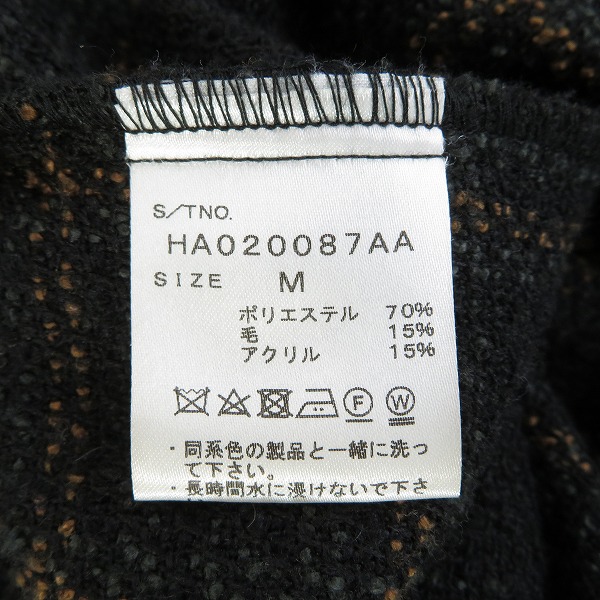 S/TNO.
HA020087AA
SIZE M
ポリエステル 70%
毛 15%
アクリル 15%
F W
・同系色の製品と一緒に洗っ
て下さい。
・長時間水に浸けないで下さ